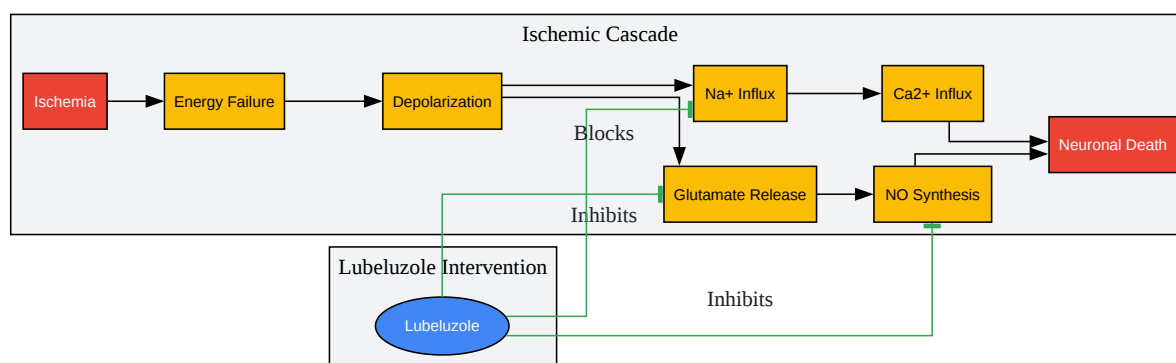 Ischemic Cascade
Ischemia
Energy Failure
Depolarization
Na+ Influx
Ca2+ Influx
Neuronal Death
Blocks
Glutamate Release
NO Synthesis
Inhibits
Lubeluzole Intervention
Inhibits
Lubeluzole